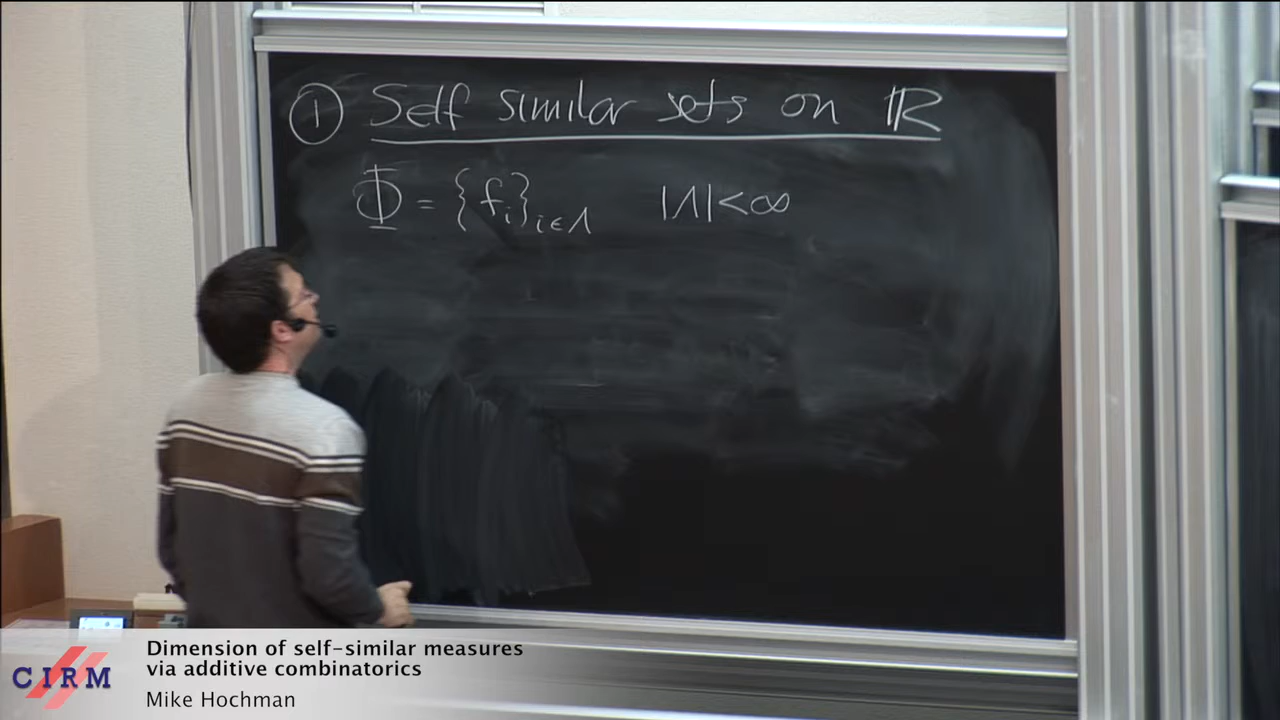 ① Self similar sets on ℝ
Φ = {fᵢ}ᵢ∈Λ |Λ| < ∞
CIRM
Dimension of self-similar measures
via additive combinatorics
Mike Hochman